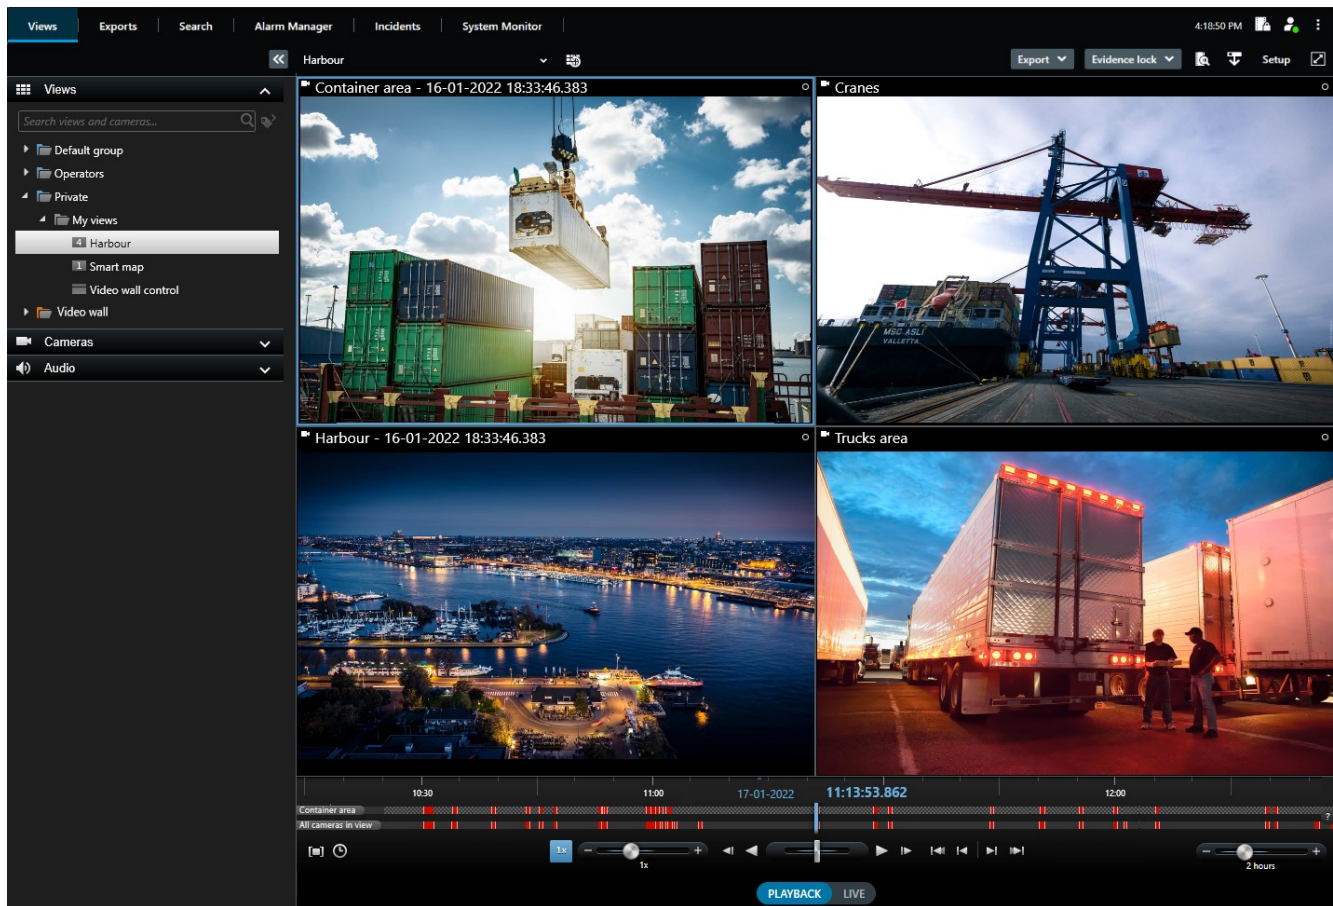 Views Exports Search Alarm Manager Incidents System Monitor 4:18:50 PM
Harbour Export Evidence lock Setup
Views
Search views and cameras...
Default group
Operators
Private
My views
4 Harbour
1 Smart map
Video wall control
Video wall
Cameras
Audio
Container area - 16-01-2022 18:33:46.383
Cranes
MSC ASLI
VALLETTA
Harbour - 16-01-2022 18:33:46.383
Trucks area
10:30 11:00 17-01-2022 11:13:53.862 12:00
Container area
All cameras in view
?
1x
1x
2 hours
PLAYBACK LIVE